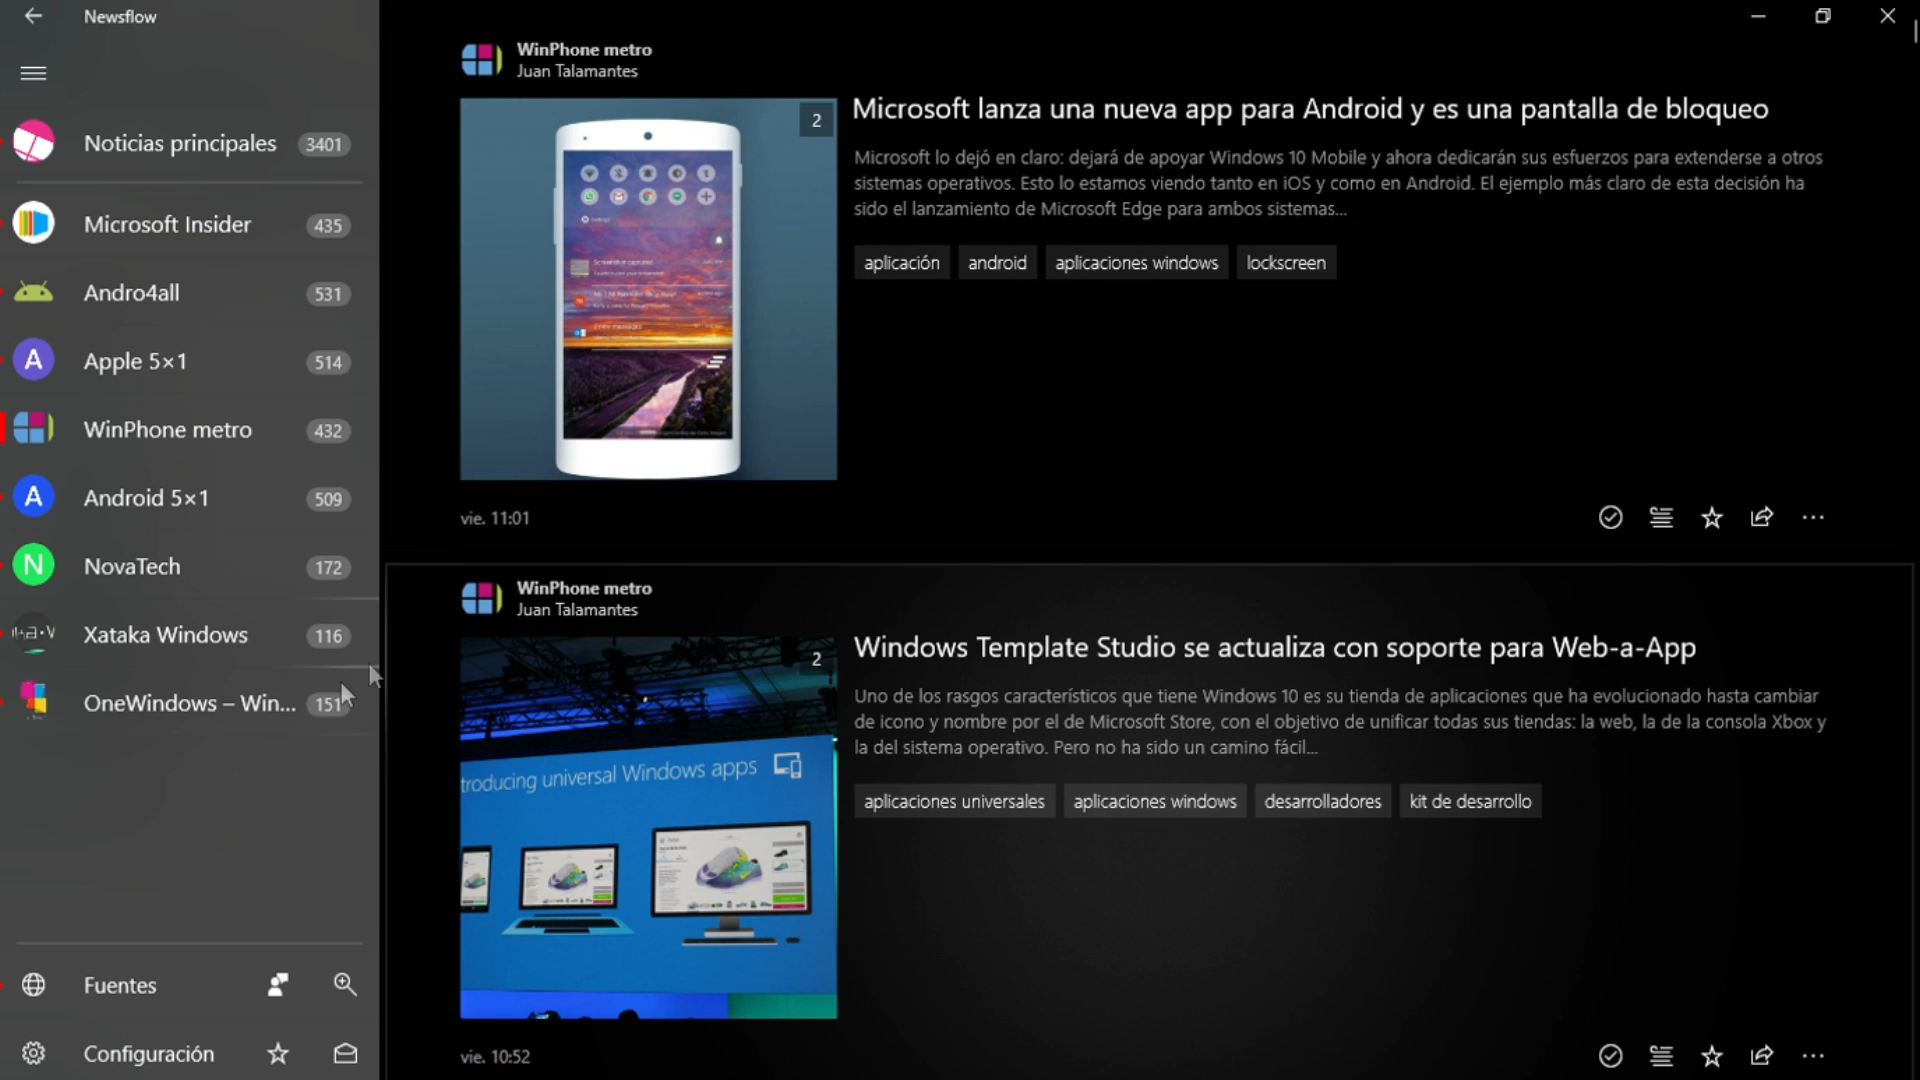 Newsflow
Noticias principales 3401
Microsoft Insider 435
Andro4all 531
A Apple 5×1 514
WinPhone metro 432
A Android 5×1 509
N NovaTech 172
Xataka Windows 116
OneWindows – Win... 151
Fuentes
Configuración
WinPhone metro
Juan Talamantes
2
Microsoft lanza una nueva app para Android y es una pantalla de bloqueo
Microsoft lo dejó en claro: dejará de apoyar Windows 10 Mobile y ahora dedicarán sus esfuerzos para extenderse a otros
sistemas operativos. Esto lo estamos viendo tanto en iOS y como en Android. El ejemplo más claro de esta decisión ha
sido el lanzamiento de Microsoft Edge para ambos sistemas...
aplicación android aplicaciones windows lockscreen
vie. 11:01
WinPhone metro
Juan Talamantes
2
troducing universal Windows apps
Windows Template Studio se actualiza con soporte para Web-a-App
Uno de los rasgos característicos que tiene Windows 10 es su tienda de aplicaciones que ha evolucionado hasta cambiar
de icono y nombre por el de Microsoft Store, con el objetivo de unificar todas sus tiendas: la web, la de la consola Xbox y
la del sistema operativo. Pero no ha sido un camino fácil...
aplicaciones universales aplicaciones windows desarrolladores kit de desarrollo
vie. 10:52